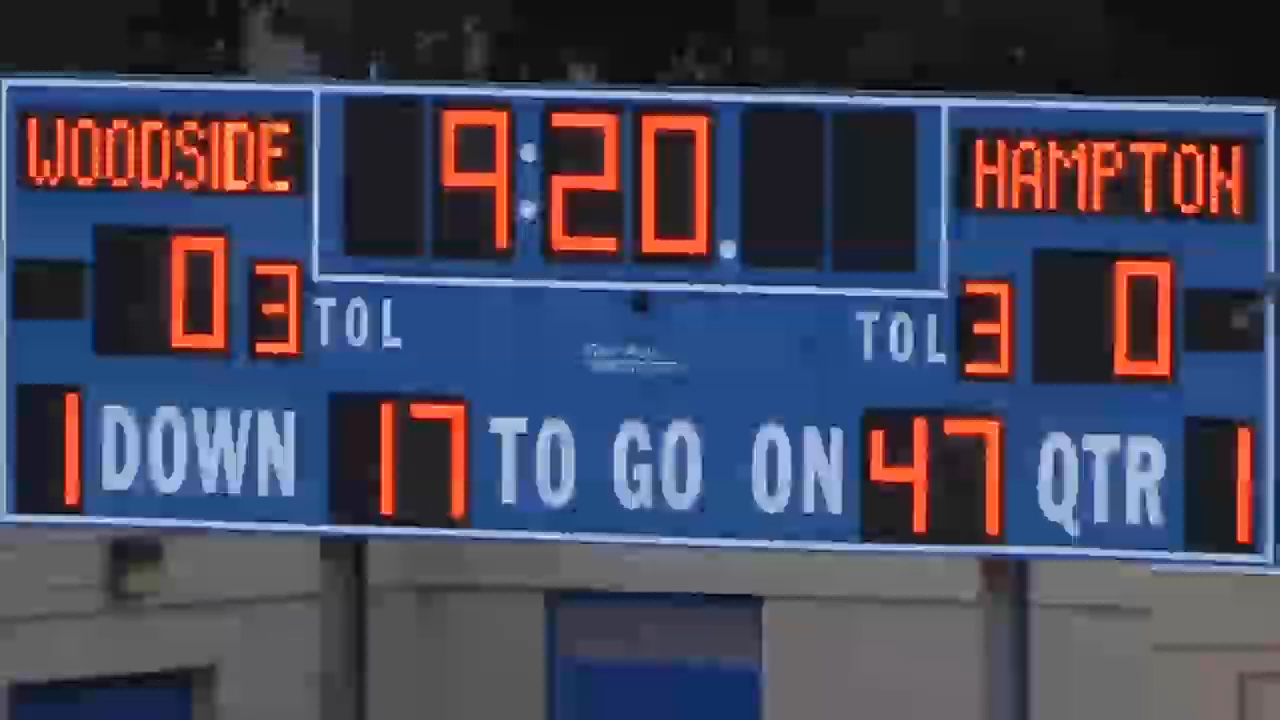 WOODSIDE 9:20. HAMPTON
0 3 TOL TOL 3 0
1 DOWN 17 TO GO ON 47 QTR 1